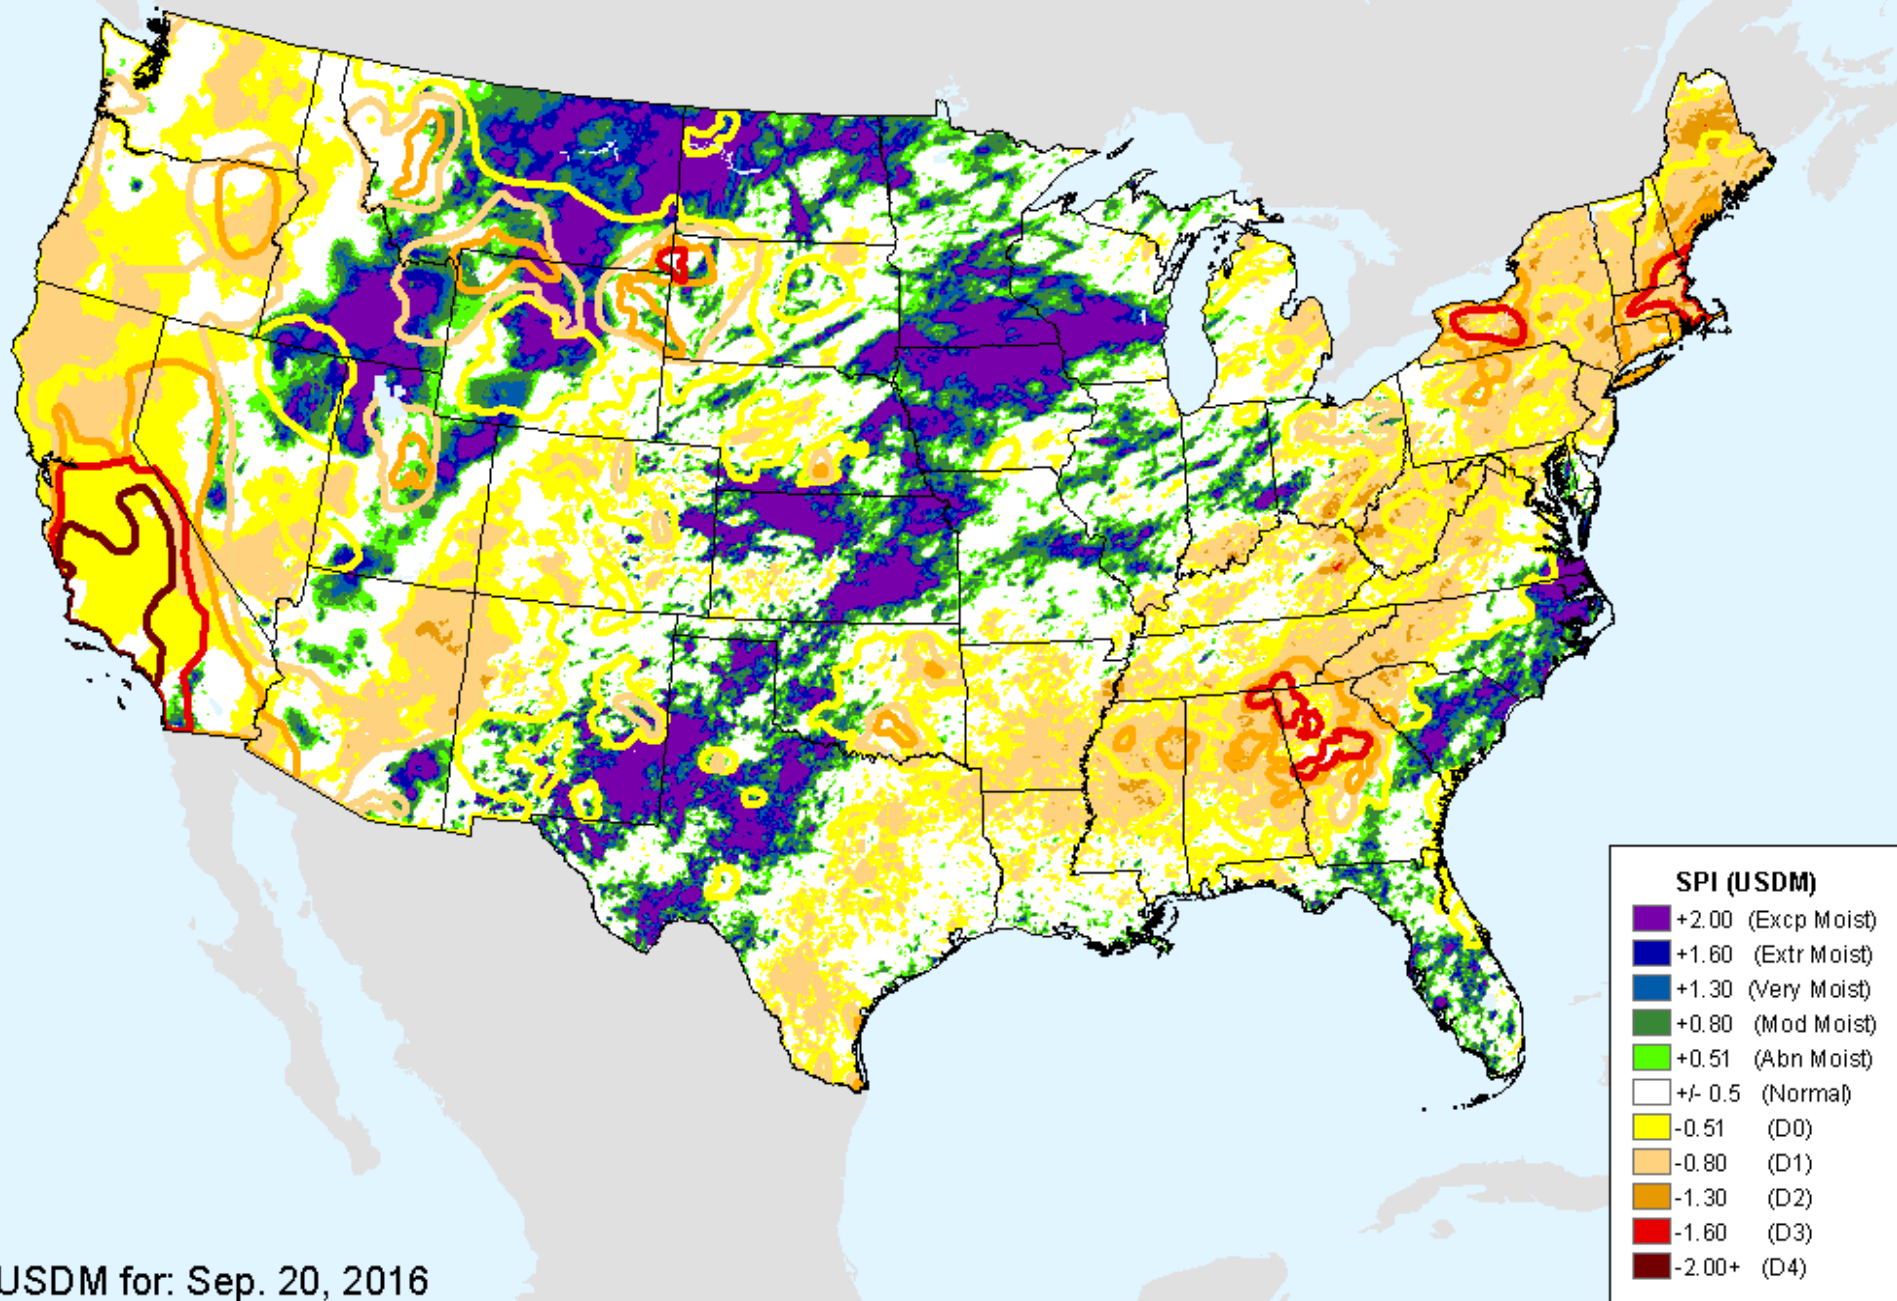 SPI (USDM)
+2.00 (Excp Moist)
+1.60 (Extr Moist)
+1.30 (Very Moist)
+0.80 (Mod Moist)
+0.51 (Abn Moist)
+/- 0.5 (Normal)
-0.51 (D0)
-0.80 (D1)
-1.30 (D2)
-1.60 (D3)
-2.00+ (D4)
USDM for: Sep. 20, 2016